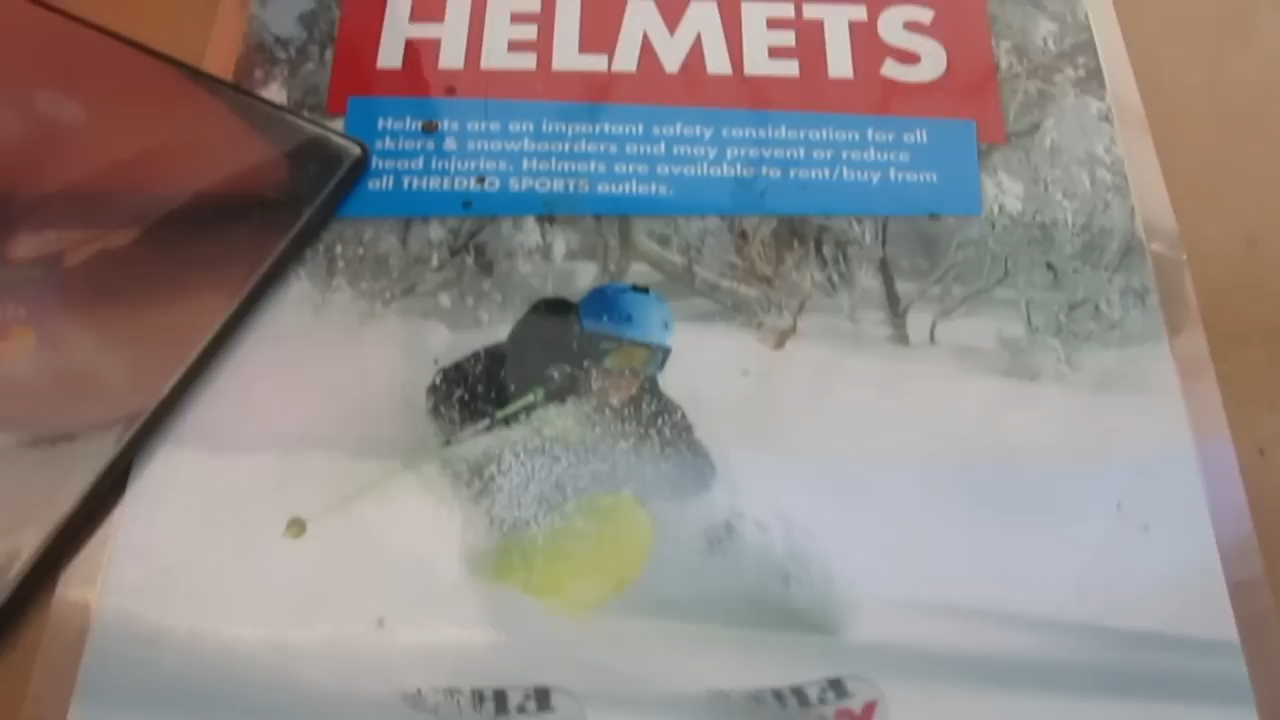 HELMETS
Helmets are an important safety consideration for all
skiers & snowboarders and may prevent or reduce
head injuries. Helmets are available to rent/buy from
all THREDBO SPORTS outlets.